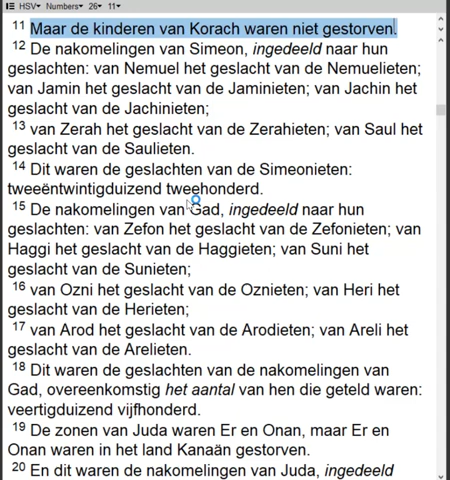 HSV▾ Numbers▾ 26▾ 11▾
11 Maar de kinderen van Korach waren niet gestorven.
12 De nakomelingen van Simeon, ingedeeld naar hun
geslachten: van Nemuel het geslacht van de Nemuelieten;
van Jamin het geslacht van de Jaminieten; van Jachin het
geslacht van de Jachinieten;
13 van Zerah het geslacht van de Zerahieten; van Saul het
geslacht van de Saulieten.
14 Dit waren de geslachten van de Simeonieten:
tweeëntwintigduizend tweehonderd.
15 De nakomelingen van Gad, ingedeeld naar hun
geslachten: van Zefon het geslacht van de Zefonieten; van
Haggi het geslacht van de Haggieten; van Suni het
geslacht van de Sunieten;
16 van Ozni het geslacht van de Oznieten; van Heri het
geslacht van de Herieten;
17 van Arod het geslacht van de Arodieten; van Areli het
geslacht van de Arelieten.
18 Dit waren de geslachten van de nakomelingen van
Gad, overeenkomstig het aantal van hen die geteld waren:
veertigduizend vijfhonderd.
19 De zonen van Juda waren Er en Onan, maar Er en
Onan waren in het land Kanaän gestorven.
20 En dit waren de nakomelingen van Juda, ingedeeld